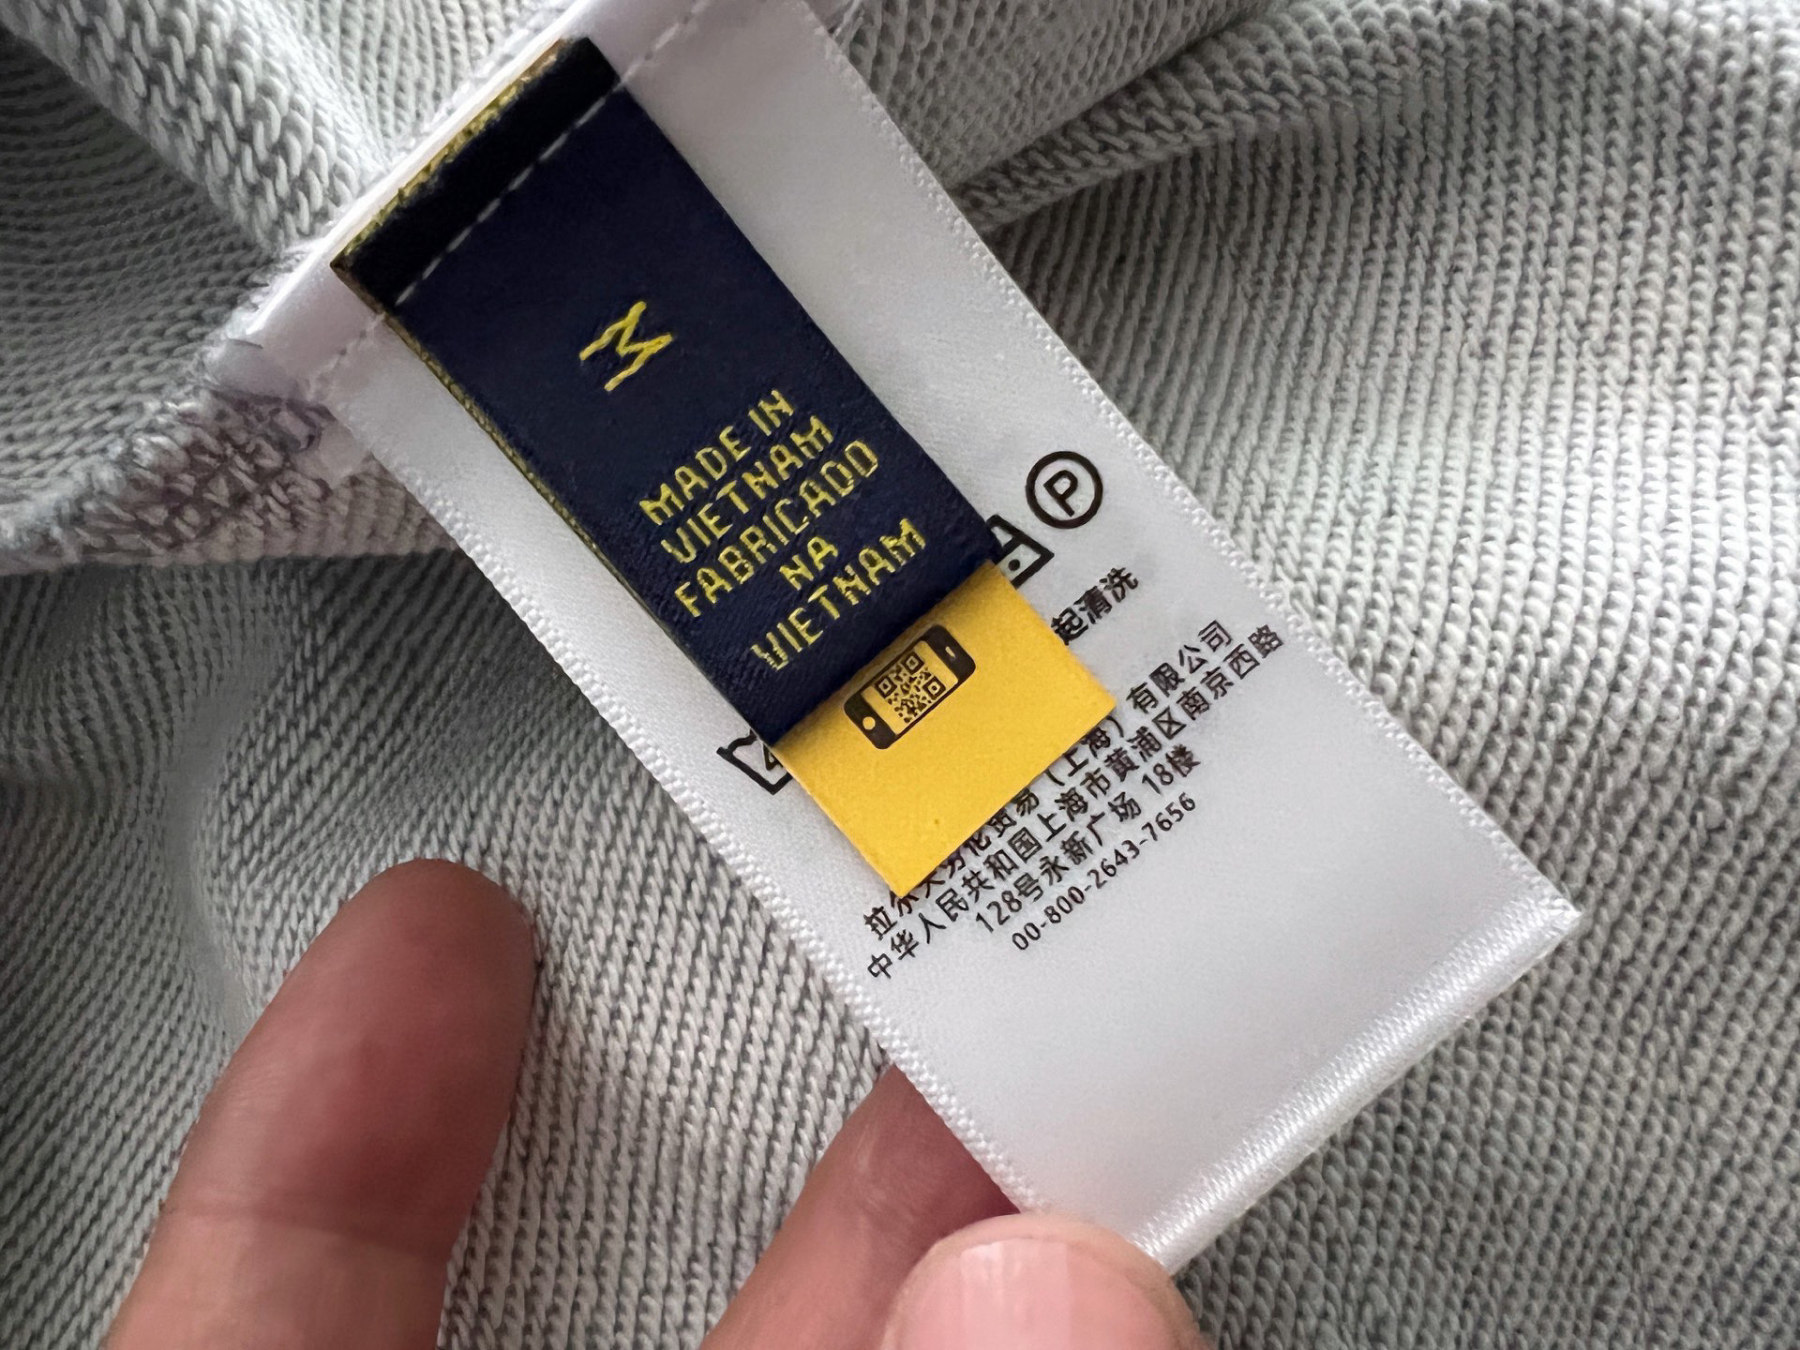 M
MADE IN
VIETNAM
FABRICADO
NA
VIETNAM
P
起清洗
(上海)有限公司
中华人民共和国上海市黄浦区南京西路
128号永新广场 18楼
00-800-2643-7656